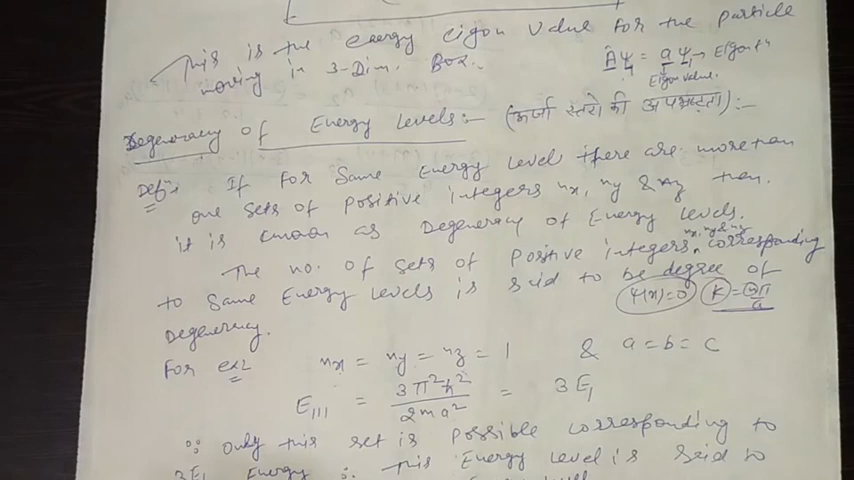 This is the energy eigon value for the particle
moving in 3-Dim. Box.
Âψ = aψ → Eigon fⁿ
Eigon value.
Degeneracy of Energy Levels:- (ऊर्जा स्तरो की अपभ्रष्टता):-
Defⁿ: If for same Energy Level there are more than
one sets of positive integers nx, ny & nz then.
it is known as Degeneracy of Energy Levels.
nx, ny & nz
The no. of sets of positive integers, corresponding
to same Energy levels is said to be degree of
Degeneracy.
ψ(x)=0 K = nπ/a
For ex:
nx = ny = nz = 1 & a = b = c
E₁₁₁ = 3π²ħ²/2ma² = 3E₁
∵ only this set is possible corresponding to
3E₁ Energy ∴ this Energy level is said to